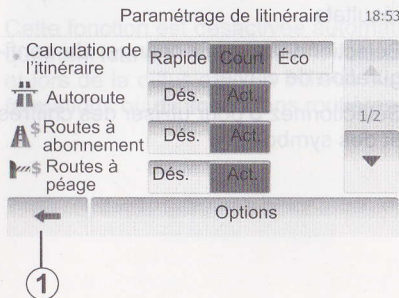 Paramétrage de litinéraire 18:53
• Calculation de l'itinéraire Rapide Court Éco
Autoroute Dés. Act.
1/2
$ Routes à abonnement Dés. Act.
$ Routes à péage Dés. Act.
Options
1